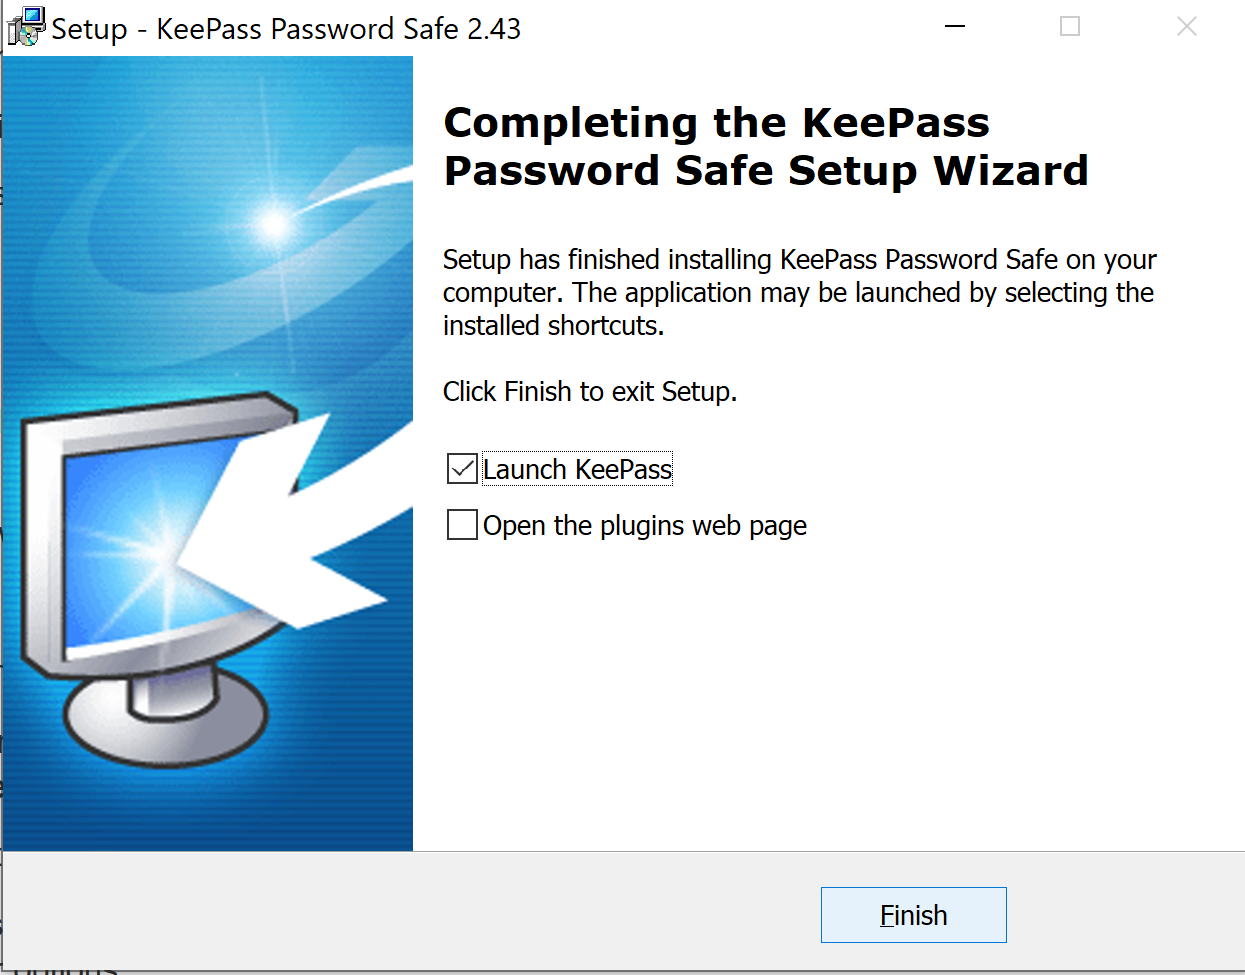 Setup - KeePass Password Safe 2.43
Completing the KeePass
Password Safe Setup Wizard
Setup has finished installing KeePass Password Safe on your
computer. The application may be launched by selecting the
installed shortcuts.
Click Finish to exit Setup.
Launch KeePass
Open the plugins web page
Finish